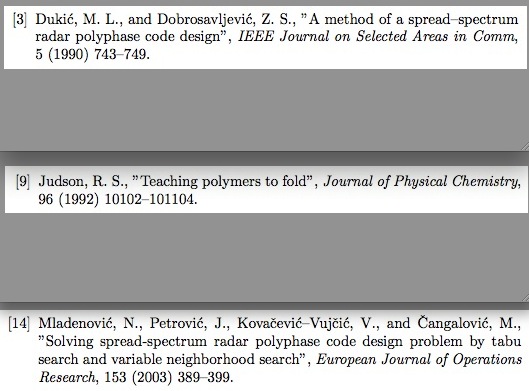 [3] Dukić, M. L., and Dobrosavljević, Z. S., "A method of a spread–spectrum
radar polyphase code design", IEEE Journal on Selected Areas in Comm,
5 (1990) 743–749.
[9] Judson, R. S., "Teaching polymers to fold", Journal of Physical Chemistry,
96 (1992) 10102–101104.
[14] Mladenović, N., Petrović, J., Kovačević–Vujčić, V., and Čangalović, M.,
"Solving spread-spectrum radar polyphase code design problem by tabu
search and variable neighborhood search", European Journal of Operations
Research, 153 (2003) 389–399.